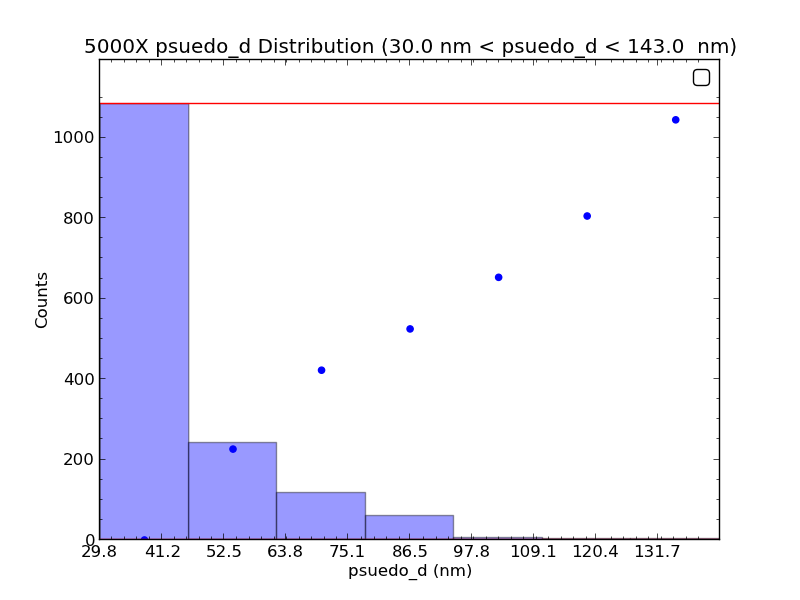 5000X psuedo_d Distribution (30.0 nm < psuedo_d < 143.0  nm)
Counts
1000
800
600
400
200
0
29.8 41.2 52.5 63.8 75.1 86.5 97.8 109.1 120.4 131.7
psuedo_d (nm)